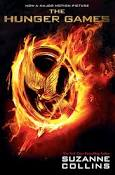 NOW A MAJOR MOTION PICTURE
THE
HUNGER GAMES
SUZANNE
COLLINS